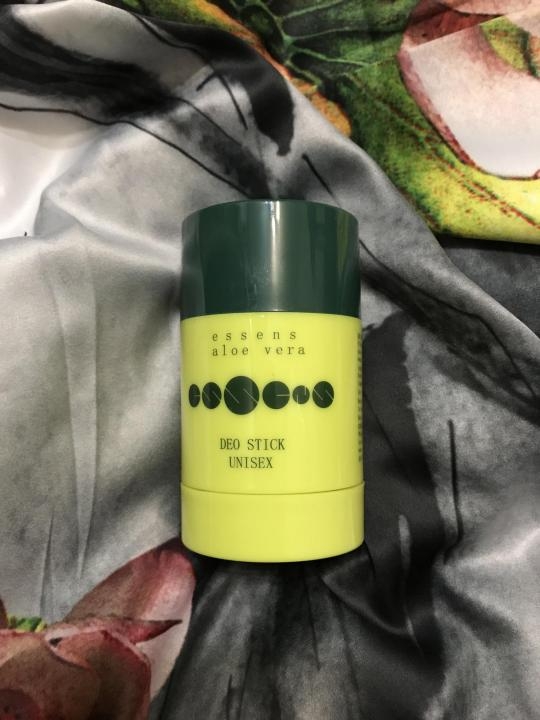 essens
aloe vera
essens
DEO STICK
UNISEX